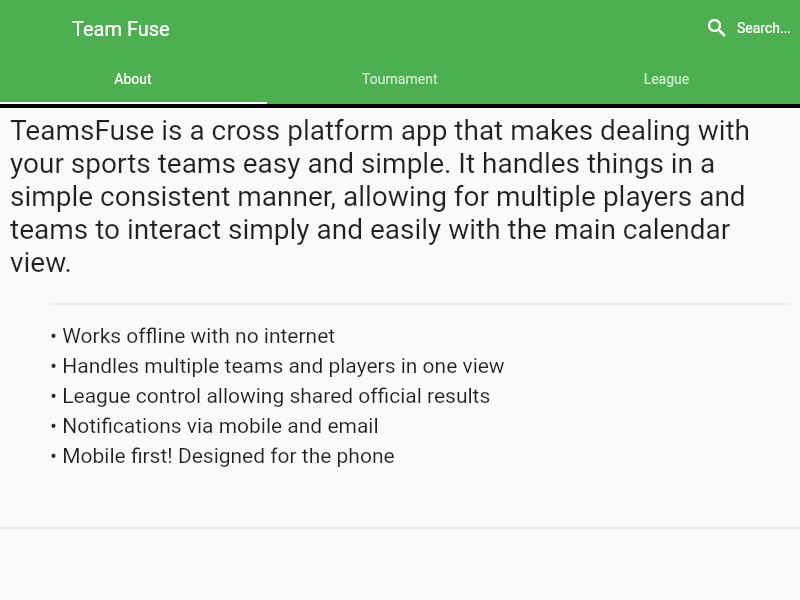 Team Fuse
Search...
About
Tournament
League
TeamsFuse is a cross platform app that makes dealing with
your sports teams easy and simple. It handles things in a
simple consistent manner, allowing for multiple players and
teams to interact simply and easily with the main calendar
view.
• Works offline with no internet
• Handles multiple teams and players in one view
• League control allowing shared official results
• Notifications via mobile and email
• Mobile first! Designed for the phone